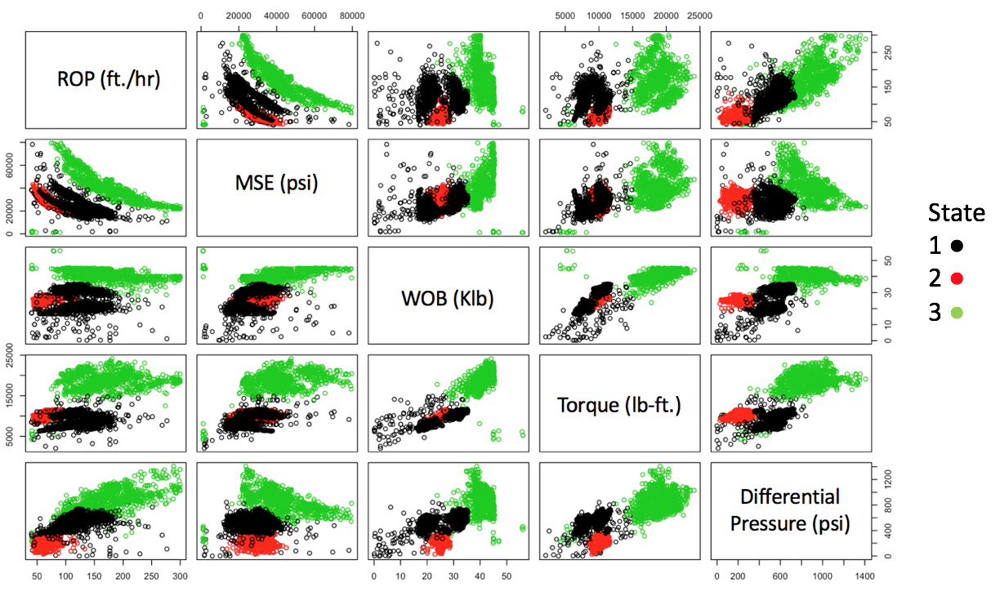 0 20000 40000 60000 80000
5000 10000 15000 20000 25000
ROP (ft./hr)
50 150 250
20000 60000
0
MSE (psi)
State
1
2
3
WOB (Klb)
0 10 30 50
5000 15000 25000
Torque (lb-ft.)
Differential
Pressure (psi)
0 400 800 1200
50 100 150 200 250 300
0 10 20 30 40 50
0 200 600 1000 1400